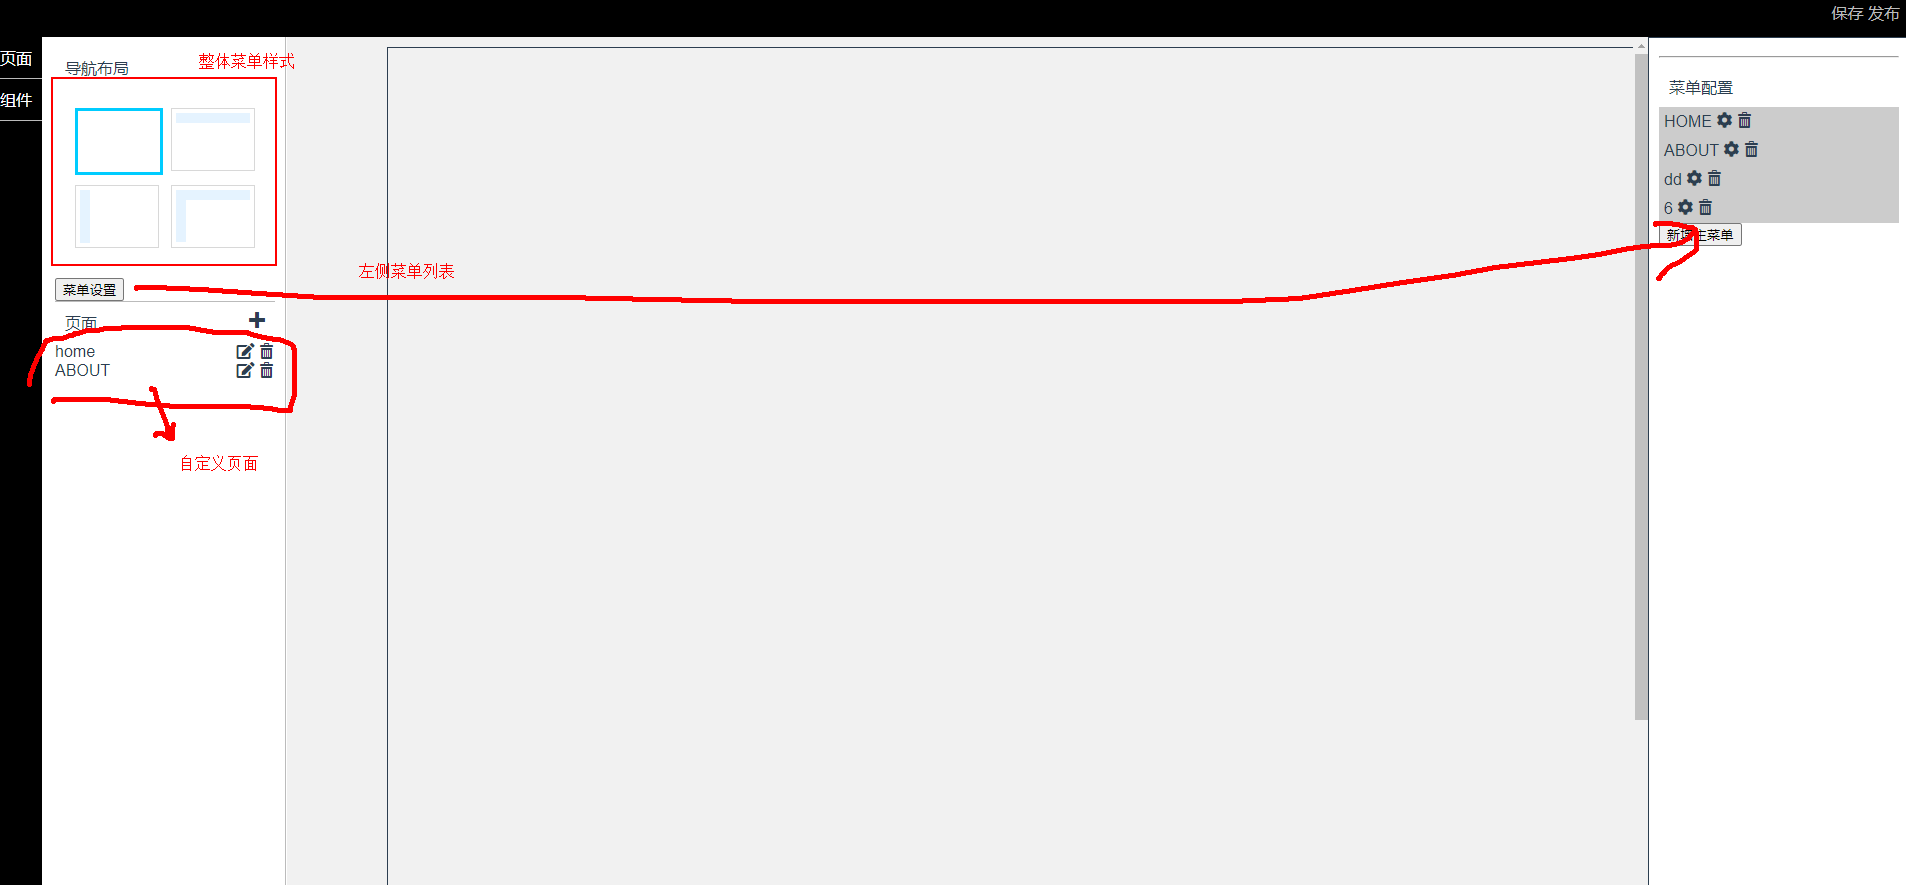 保存 发布
页面
组件
导航布局
整体菜单样式
菜单设置
左侧菜单列表
页面
home
ABOUT
自定义页面
菜单配置
HOME
ABOUT
dd
6
新增主菜单